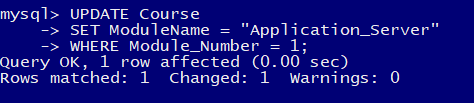 mysql> UPDATE Course
    -> SET ModuleName = "Application_Server"
    -> WHERE Module_Number = 1;
Query OK, 1 row affected (0.00 sec)
Rows matched: 1  Changed: 1  Warnings: 0